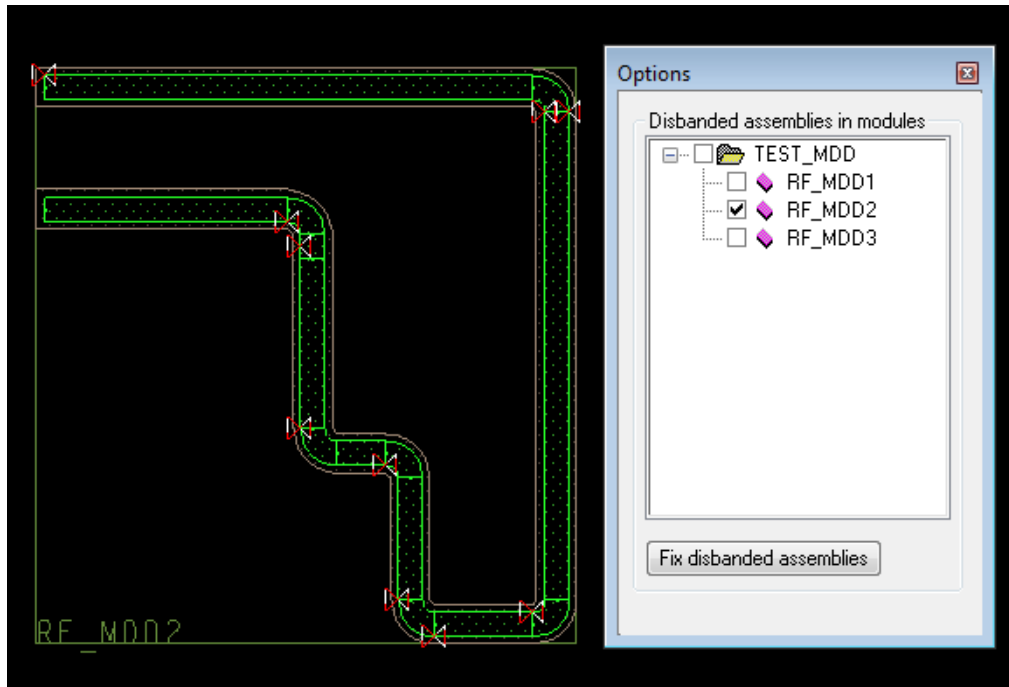 Options
Disbanded assemblies in modules
TEST_MDD
RF_MDD1
RF_MDD2
RF_MDD3
Fix disbanded assemblies
RF_MDD2